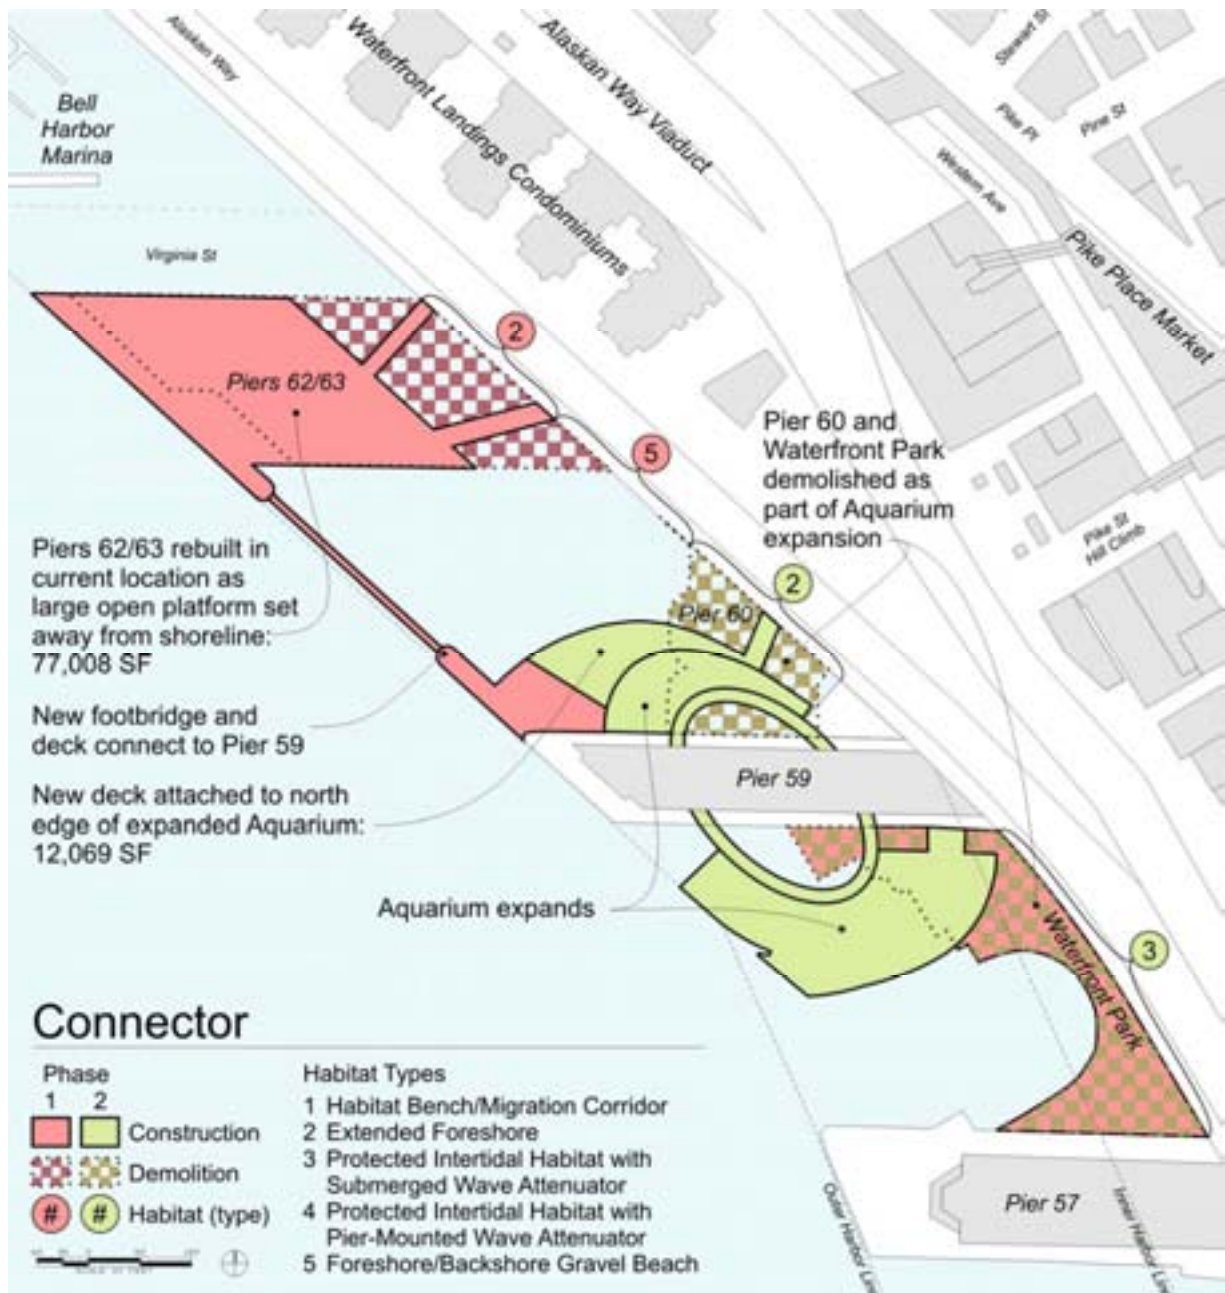 Alaskan Way
Bell
Harbor
Marina
Waterfront Landings Condominiums
Alaskan Way Viaduct
Stewart St
Pike Pl
Pine St
Western Ave
Pike Place Market
Virginia St
2
Piers 62/63
5
Pier 60 and
Waterfront Park
demolished as
part of Aquarium
expansion
Pike St
Hill Climb
2
Pier 60
Piers 62/63 rebuilt in
current location as
large open platform set
away from shoreline:
77,008 SF
New footbridge and
deck connect to Pier 59
New deck attached to north
edge of expanded Aquarium:
12,069 SF
Pier 59
Aquarium expands
Waterfront Park
3
Connector
Phase
1 2
Construction
Demolition
# # Habitat (type)
Habitat Types
1 Habitat Bench/Migration Corridor
2 Extended Foreshore
3 Protected Intertidal Habitat with
Submerged Wave Attenuator
4 Protected Intertidal Habitat with
Pier-Mounted Wave Attenuator
5 Foreshore/Backshore Gravel Beach
Pier 57
Outer Harbor Line
Inner Harbor Line